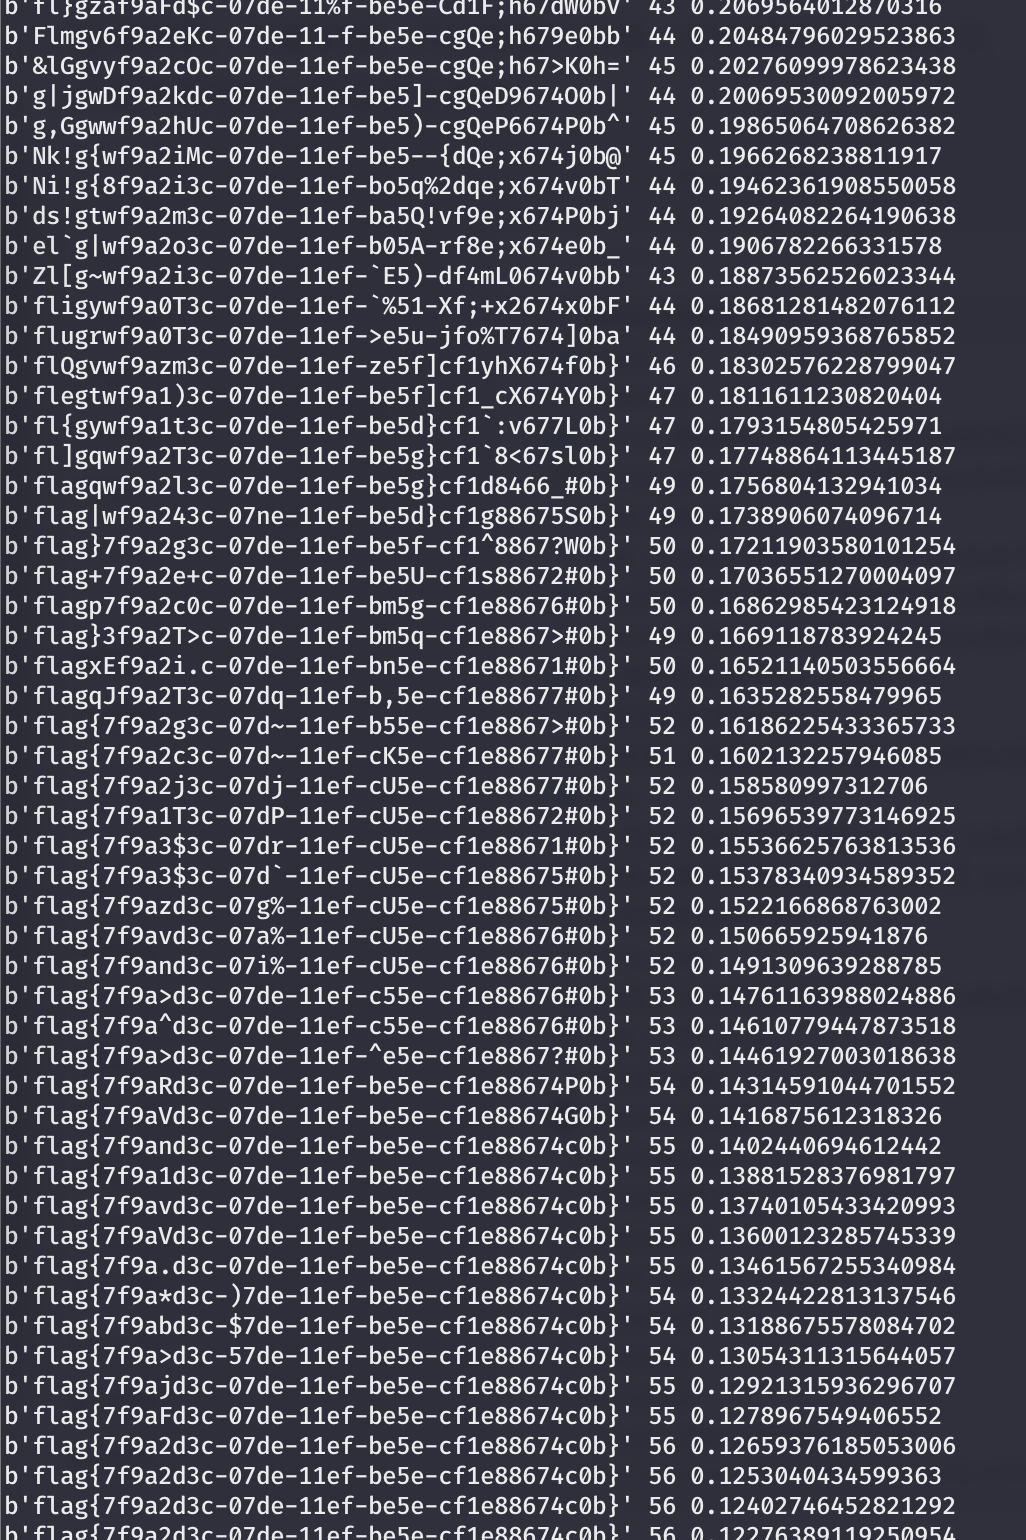 b'fl}gzaf9aFd$c-07de-11%f-be5e-Cd1F;h67dW0bV' 43 0.2069564012870316
b'Flmgv6f9a2eKc-07de-11-f-be5e-cgQe;h679e0bb' 44 0.20484796029523863
b'&lGgvyf9a2cOc-07de-11ef-be5e-cgQe;h67>K0h=' 45 0.20276099978623438
b'g|jgwDf9a2kdc-07de-11ef-be5]-cgQeD9674O0b|' 44 0.20069530092005972
b'g,Ggwwf9a2hUc-07de-11ef-be5)-cgQeP6674P0b^' 45 0.19865064708626382
b'Nk!g{wf9a2iMc-07de-11ef-be5--{dQe;x674j0b@' 45 0.1966268238811917
b'Ni!g{8f9a2i3c-07de-11ef-bo5q%2dqe;x674v0bT' 44 0.19462361908550058
b'ds!gtwf9a2m3c-07de-11ef-ba5Q!vf9e;x674P0bj' 44 0.19264082264190638
b'el`g|wf9a2o3c-07de-11ef-b05A-rf8e;x674e0b_' 44 0.1906782266331578
b'Zl[g~wf9a2i3c-07de-11ef-`E5)-df4mL0674v0bb' 43 0.18873562526023344
b'fligywf9a0T3c-07de-11ef-`%51-Xf;+x2674x0bF' 44 0.18681281482076112
b'flugrwf9a0T3c-07de-11ef->e5u-jfo%T7674]0ba' 44 0.18490959368765852
b'flQgvwf9azm3c-07de-11ef-ze5f]cf1yhX674f0b}' 46 0.18302576228799047
b'flegtwf9a1)3c-07de-11ef-be5f]cf1_cX674Y0b}' 47 0.1811611230820404
b'fl{gywf9a1t3c-07de-11ef-be5d}cf1`:v677L0b}' 47 0.1793154805425971
b'fl]gqwf9a2T3c-07de-11ef-be5g}cf1`8<67sl0b}' 47 0.17748864113445187
b'flagqwf9a2l3c-07de-11ef-be5g}cf1d8466_#0b}' 49 0.1756804132941034
b'flag|wf9a243c-07ne-11ef-be5d}cf1g88675S0b}' 49 0.1738906074096714
b'flag}7f9a2g3c-07de-11ef-be5f-cf1^8867?W0b}' 50 0.17211903580101254
b'flag+7f9a2e+c-07de-11ef-be5U-cf1s88672#0b}' 50 0.17036551270004097
b'flagp7f9a2c0c-07de-11ef-bm5g-cf1e88676#0b}' 50 0.16862985423124918
b'flag}3f9a2T>c-07de-11ef-bm5q-cf1e8867>#0b}' 49 0.1669118783924245
b'flagxEf9a2i.c-07de-11ef-bn5e-cf1e88671#0b}' 50 0.16521140503556664
b'flagqJf9a2T3c-07dq-11ef-b,5e-cf1e88677#0b}' 49 0.1635282558479965
b'flag{7f9a2g3c-07d~-11ef-b55e-cf1e8867>#0b}' 52 0.16186225433365733
b'flag{7f9a2c3c-07d~-11ef-cK5e-cf1e88677#0b}' 51 0.1602132257946085
b'flag{7f9a2j3c-07dj-11ef-cU5e-cf1e88677#0b}' 52 0.158580997312706
b'flag{7f9a1T3c-07dP-11ef-cU5e-cf1e88672#0b}' 52 0.15696539773146925
b'flag{7f9a3$3c-07dr-11ef-cU5e-cf1e88671#0b}' 52 0.15536625763813536
b'flag{7f9a3$3c-07d`-11ef-cU5e-cf1e88675#0b}' 52 0.15378340934589352
b'flag{7f9azd3c-07g%-11ef-cU5e-cf1e88675#0b}' 52 0.1522166868763002
b'flag{7f9avd3c-07a%-11ef-cU5e-cf1e88676#0b}' 52 0.150665925941876
b'flag{7f9and3c-07i%-11ef-cU5e-cf1e88676#0b}' 52 0.1491309639288785
b'flag{7f9a>d3c-07de-11ef-c55e-cf1e88676#0b}' 53 0.14761163988024886
b'flag{7f9a^d3c-07de-11ef-c55e-cf1e88676#0b}' 53 0.14610779447873518
b'flag{7f9a>d3c-07de-11ef-^e5e-cf1e8867?#0b}' 53 0.14461927003018638
b'flag{7f9aRd3c-07de-11ef-be5e-cf1e88674P0b}' 54 0.14314591044701552
b'flag{7f9aVd3c-07de-11ef-be5e-cf1e88674G0b}' 54 0.1416875612318326
b'flag{7f9and3c-07de-11ef-be5e-cf1e88674c0b}' 55 0.1402440694612442
b'flag{7f9a1d3c-07de-11ef-be5e-cf1e88674c0b}' 55 0.13881528376981797
b'flag{7f9avd3c-07de-11ef-be5e-cf1e88674c0b}' 55 0.13740105433420993
b'flag{7f9aVd3c-07de-11ef-be5e-cf1e88674c0b}' 55 0.13600123285745339
b'flag{7f9a.d3c-07de-11ef-be5e-cf1e88674c0b}' 55 0.13461567255340984
b'flag{7f9a*d3c-)7de-11ef-be5e-cf1e88674c0b}' 54 0.13324422813137546
b'flag{7f9abd3c-$7de-11ef-be5e-cf1e88674c0b}' 54 0.13188675578084702
b'flag{7f9a>d3c-57de-11ef-be5e-cf1e88674c0b}' 54 0.13054311315644057
b'flag{7f9ajd3c-07de-11ef-be5e-cf1e88674c0b}' 55 0.12921315936296707
b'flag{7f9aFd3c-07de-11ef-be5e-cf1e88674c0b}' 55 0.1278967549406552
b'flag{7f9a2d3c-07de-11ef-be5e-cf1e88674c0b}' 56 0.12659376185053006
b'flag{7f9a2d3c-07de-11ef-be5e-cf1e88674c0b}' 56 0.1253040434599363
b'flag{7f9a2d3c-07de-11ef-be5e-cf1e88674c0b}' 56 0.12402746452821292
b'flag{7f9a2d3c-07de-11ef-be5e-cf1e88674c0b}' 56 0.12276389119250954